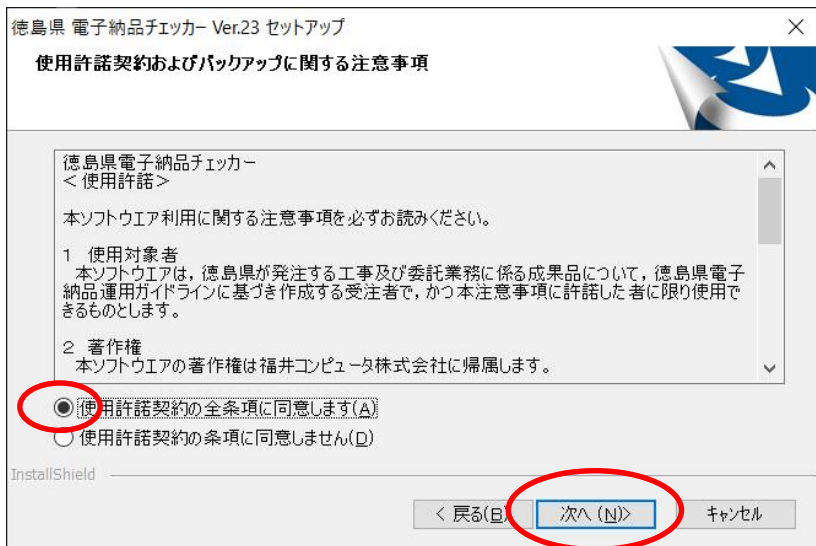 徳島県 電子納品チェッカー Ver.23 セットアップ
使用許諾契約およびバックアップに関する注意事項
徳島県電子納品チェッカー
＜使用許諾＞
本ソフトウエア利用に関する注意事項を必ずお読みください。
1　使用対象者
　本ソフトウエアは，徳島県が発注する工事及び委託業務に係る成果品について，徳島県電子
納品運用ガイドラインに基づき作成する受注者で，かつ本注意事項に許諾した者に限り使用で
きるものとします。
2　著作権
　本ソフトウエアの著作権は福井コンピュータ株式会社に帰属します。
使用許諾契約の全条項に同意します(A)
使用許諾契約の条項に同意しません(D)
InstallShield
< 戻る(B)
次へ (N)>
キャンセル